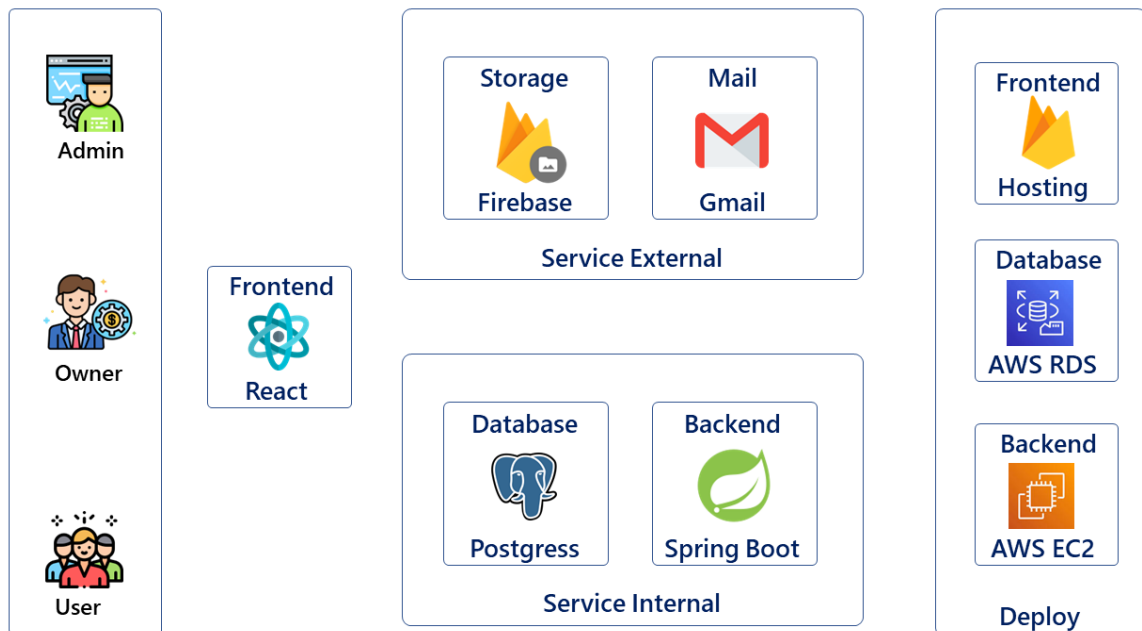 Admin
Owner
User
Frontend
React
Storage
Firebase
Mail
Gmail
Service External
Database
Postgress
Backend
Spring Boot
Service Internal
Frontend
Hosting
Database
AWS RDS
Backend
AWS EC2
Deploy